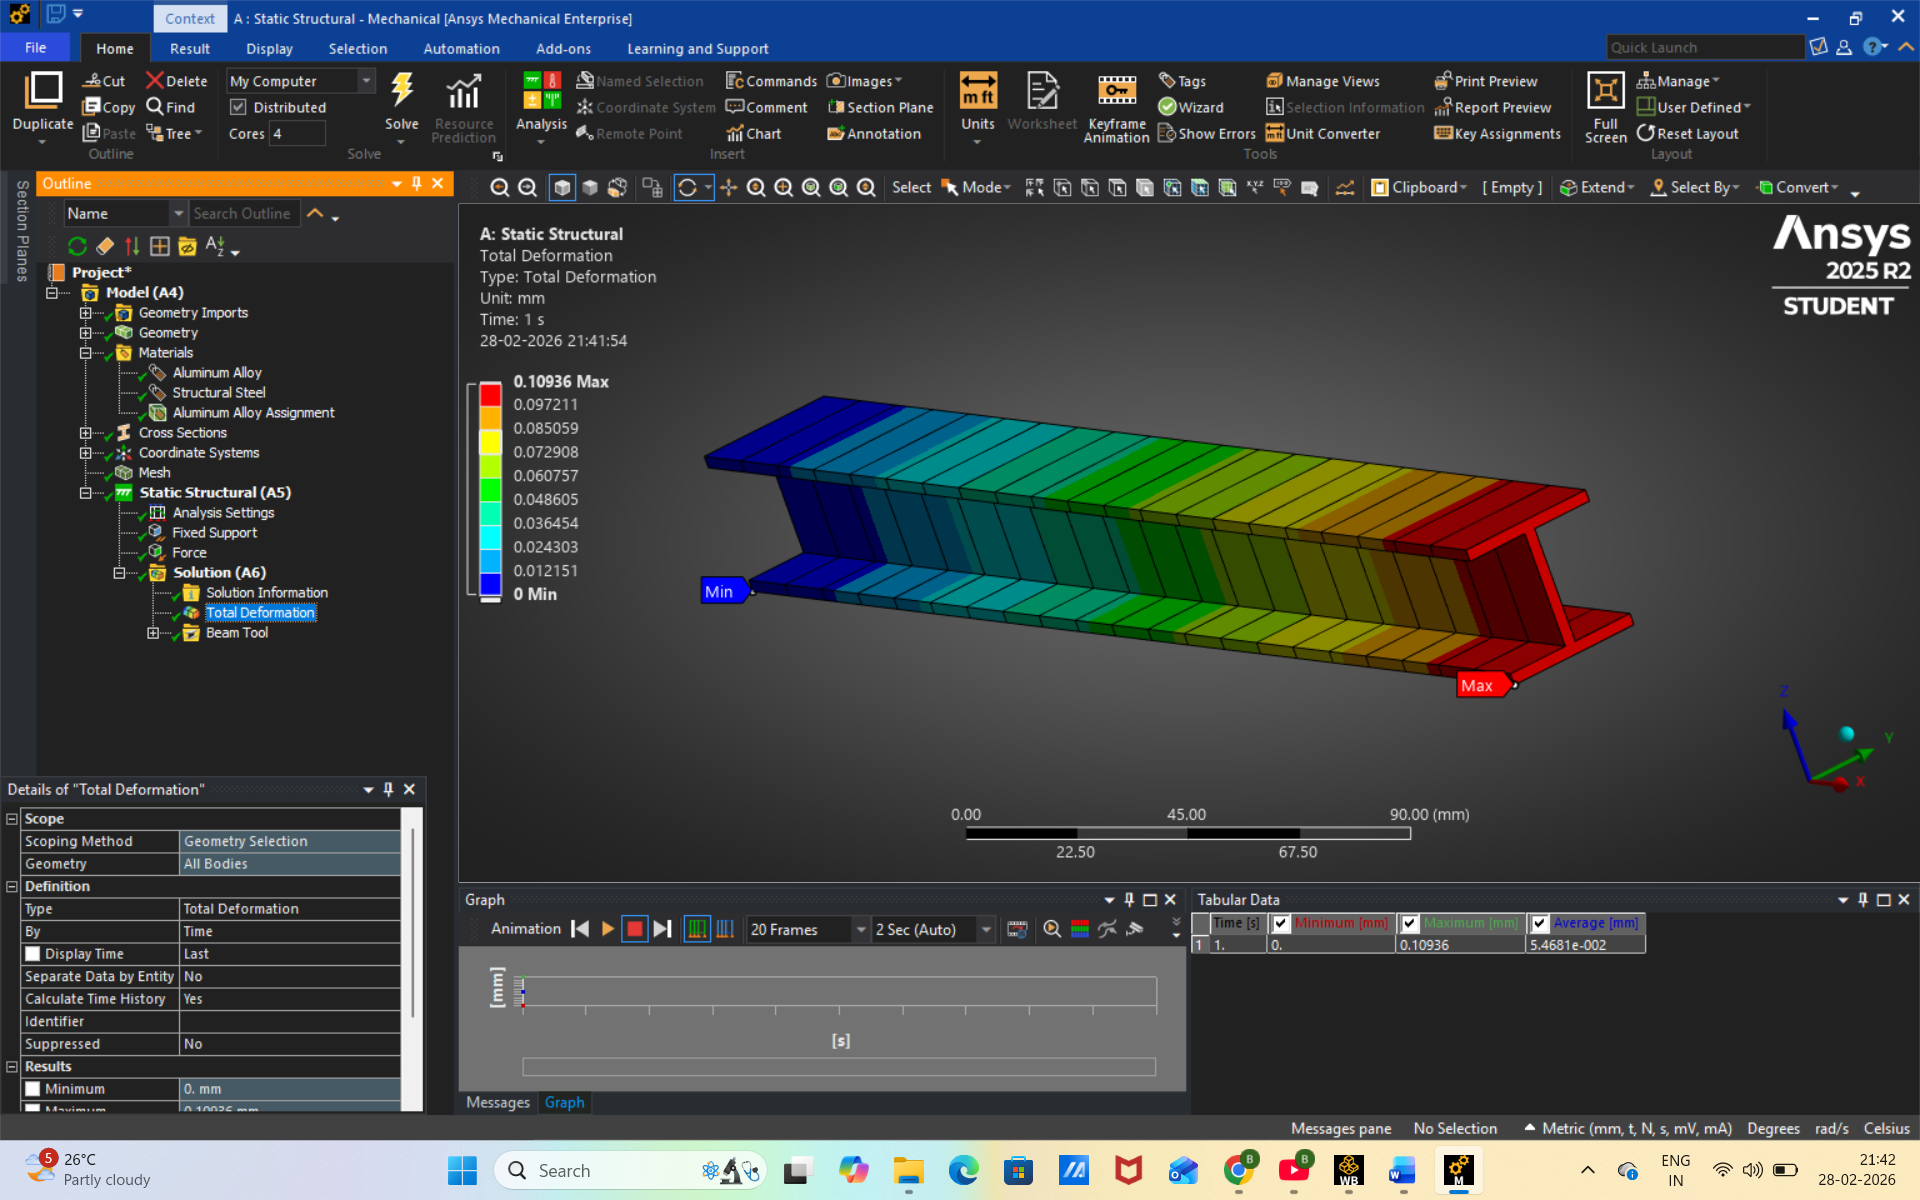 Context A : Static Structural - Mechanical [Ansys Mechanical Enterprise]
File Home Result Display Selection Automation Add-ons Learning and Support Quick Launch
Duplicate
Cut
Copy
Paste
Delete
Find
Tree
Outline
My Computer
Distributed
Cores 4
Solve
Resource Prediction
Solve
Analysis
Named Selection
Coordinate System
Remote Point
Commands
Comment
Chart
Images
Section Plane
Annotation
Insert
m ft
Units
Worksheet
Keyframe Animation
Tags
Wizard
Show Errors
Manage Views
Selection Information
Unit Converter
Print Preview
Report Preview
Key Assignments
Tools
Full Screen
Manage
User Defined
Reset Layout
Layout
Section Planes
Outline
Name Search Outline
Project*
Model (A4)
Geometry Imports
Geometry
Materials
Aluminum Alloy
Structural Steel
Aluminum Alloy Assignment
Cross Sections
Coordinate Systems
Mesh
Static Structural (A5)
Analysis Settings
Fixed Support
Force
Solution (A6)
Solution Information
Total Deformation
Beam Tool
Select Mode Clipboard [ Empty ] Extend Select By Convert
A: Static Structural
Total Deformation
Type: Total Deformation
Unit: mm
Time: 1 s
28-02-2026 21:41:54
0.10936 Max
0.097211
0.085059
0.072908
0.060757
0.048605
0.036454
0.024303
0.012151
0 Min
Ansys
2025 R2
STUDENT
Min
Max
Z
Y
X
0.00 45.00 90.00 (mm)
22.50 67.50
Details of "Total Deformation"
Scope
Scoping Method Geometry Selection
Geometry All Bodies
Definition
Type Total Deformation
By Time
Display Time Last
Separate Data by Entity No
Calculate Time History Yes
Identifier
Suppressed No
Results
Minimum 0. mm
Maximum 0.10936 mm
Graph
Animation 20 Frames 2 Sec (Auto)
[mm]
[s]
Messages Graph
Tabular Data
Time [s] Minimum [mm] Maximum [mm] Average [mm]
1 1. 0. 0.10936 5.4681e-002
Messages pane No Selection Metric (mm, t, N, s, mV, mA) Degrees rad/s Celsius
5
26°C
Partly cloudy
Search
B
B
WB
W
M
ENG
IN
21:42
28-02-2026